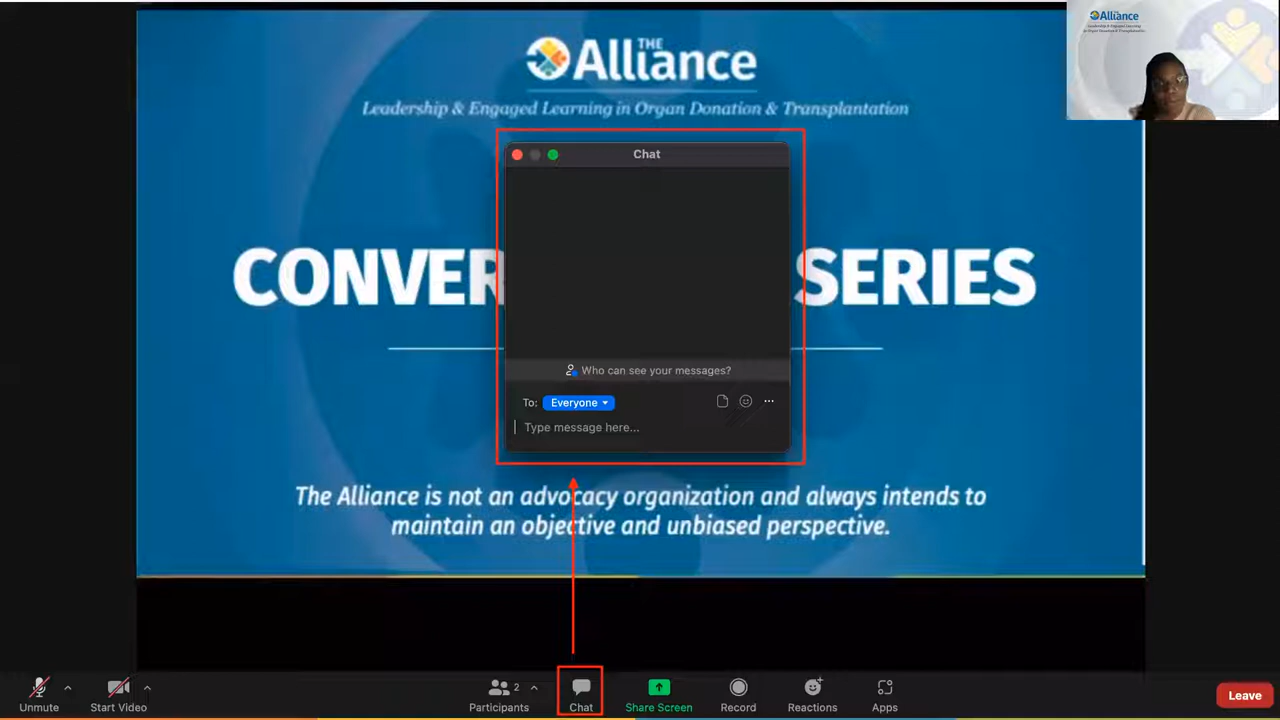 THE
Alliance
Leadership & Engaged Learning in Organ Donation & Transplantation
Alliance
Chat
CONVER
SERIES
Who can see your messages?
To: Everyone
Type message here...
The Alliance is not an advocacy organization and always intends to
maintain an objective and unbiased perspective.
Unmute
Start Video
Participants 2
Chat
Share Screen
Record
Reactions
Apps
Leave